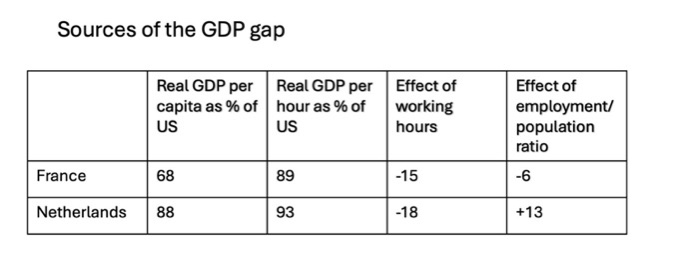 Sources of the GDP gap
Real GDP per capita as % of US
Real GDP per hour as % of US
Effect of working hours
Effect of employment/ population ratio
France 68 89 -15 -6
Netherlands 88 93 -18 +13